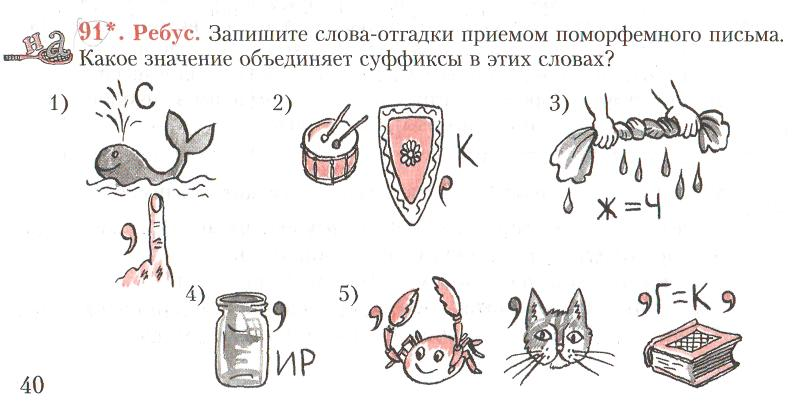 На 91*. Ребус. Запишите слова-отгадки приемом поморфемного письма.
Какое значение объединяет суффиксы в этих словах?
1) С
2) К ,
3) Ж = Ч
,
4) , ИР
5) , , ,Г=К ,
40